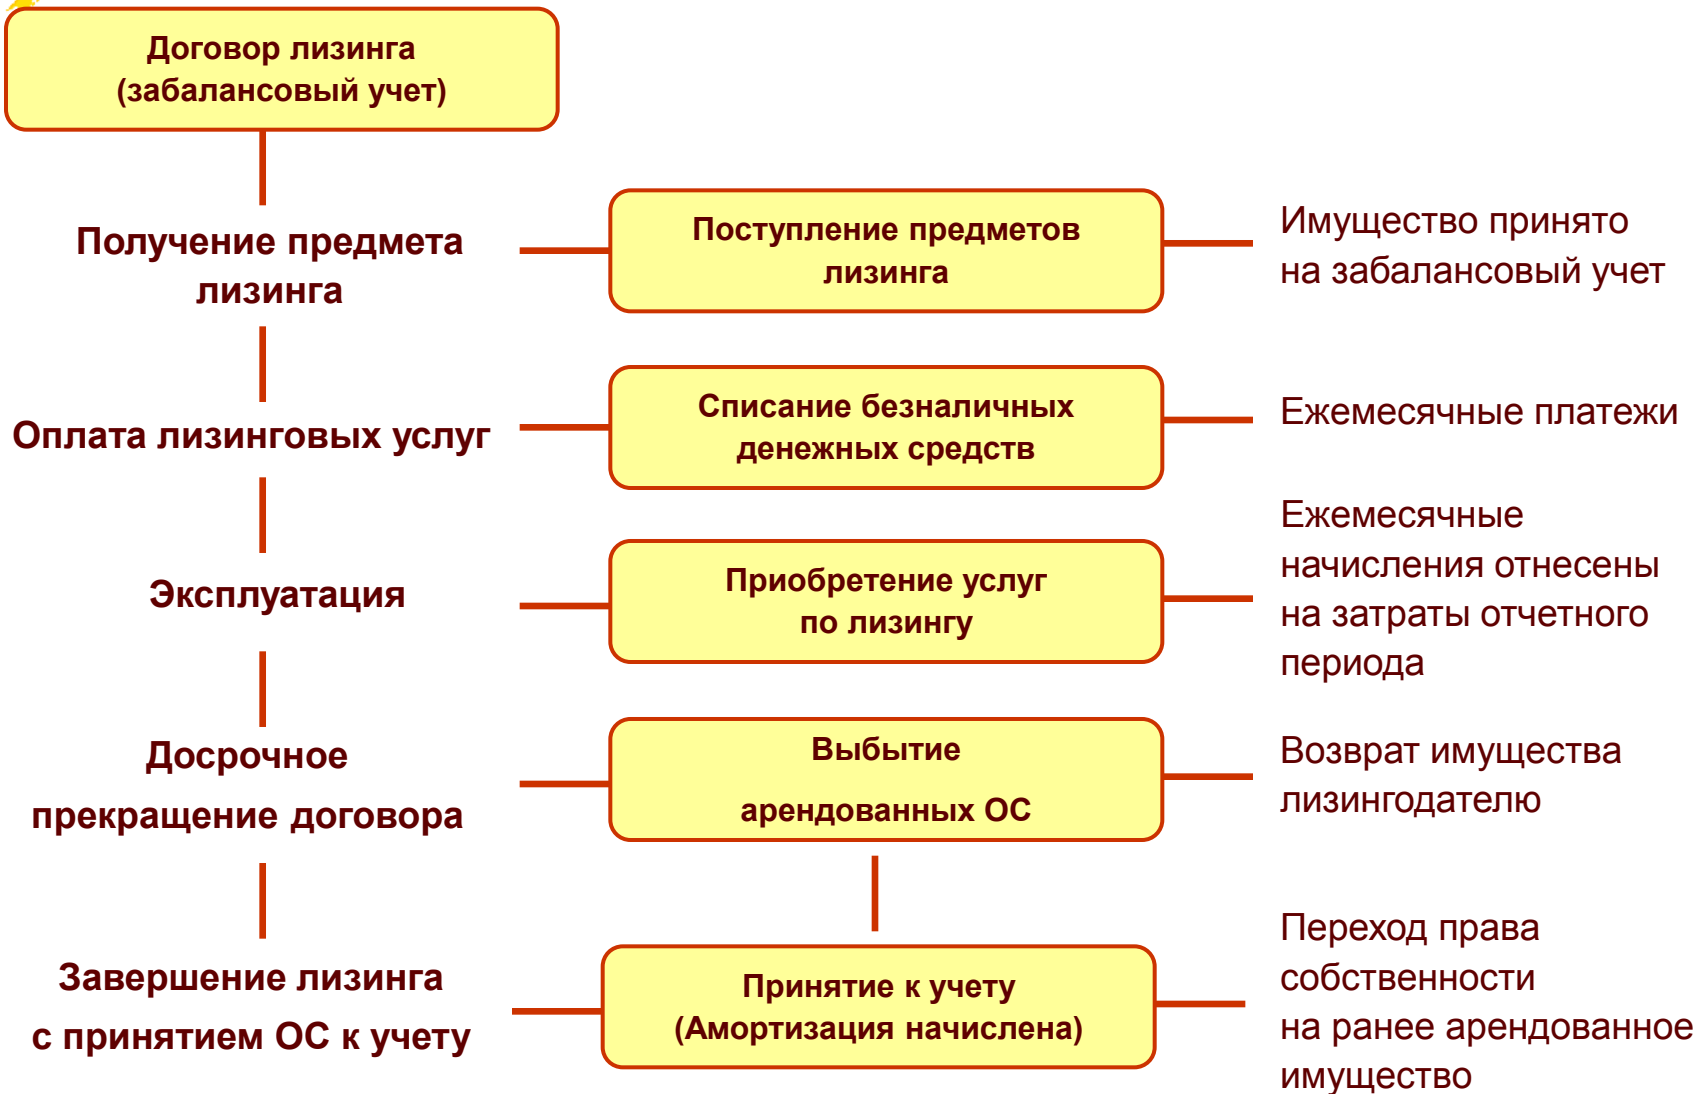 Договор лизинга
(забалансовый учет)
Получение предмета
лизинга
Поступление предметов
лизинга
Имущество принято
на забалансовый учет
Оплата лизинговых услуг
Списание безналичных
денежных средств
Ежемесячные платежи
Эксплуатация
Приобретение услуг
по лизингу
Ежемесячные
начисления отнесены
на затраты отчетного
периода
Досрочное
прекращение договора
Выбытие
арендованных ОС
Возврат имущества
лизингодателю
Завершение лизинга
с принятием ОС к учету
Принятие к учету
(Амортизация начислена)
Переход права
собственности
на ранее арендованное
имущество